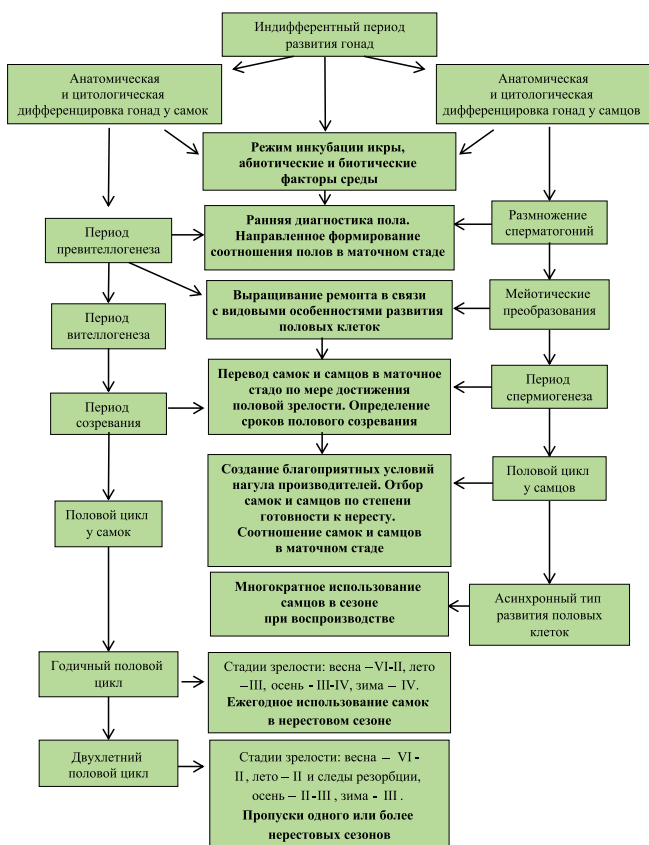 Индифферентный период
развития гонад
Анатомическая
и цитологическая
дифференцировка гонад у самок
Анатомическая
и цитологическая
дифференцировка гонад у самцов
Режим инкубации икры,
абиотические и биотические
факторы среды
Период
превителлогенеза
Ранняя диагностика пола.
Направленное формирование
соотношения полов в маточном стаде
Размножение
сперматогоний
Период
вителлогенеза
Выращивание ремонта в связи
с видовыми особенностями развития
половых клеток
Мейотические
преобразования
Период
созревания
Перевод самок и самцов в маточное
стадо по мере достижения
половой зрелости. Определение
сроков полового созревания
Период
спермиогенеза
Половой цикл
у самок
Создание благоприятных условий
нагула производителей. Отбор
самок и самцов по степени
готовности к нересту.
Соотношение самок и самцов
в маточном стаде
Половой цикл
у самцов
Многократное использование
самцов в сезоне
при воспроизводстве
Асинхронный тип
развития половых
клеток
Годичный половой
цикл
Стадии зрелости: весна –VI-II, лето
–III, осень - III-IV, зима – IV.
Ежегодное использование самок
в нерестовом сезоне
Двухлетний
половой цикл
Стадии зрелости: весна – VI -
II, лето – II и следы резорбции,
осень – II-III , зима - III .
Пропуски одного или более
нерестовых сезонов